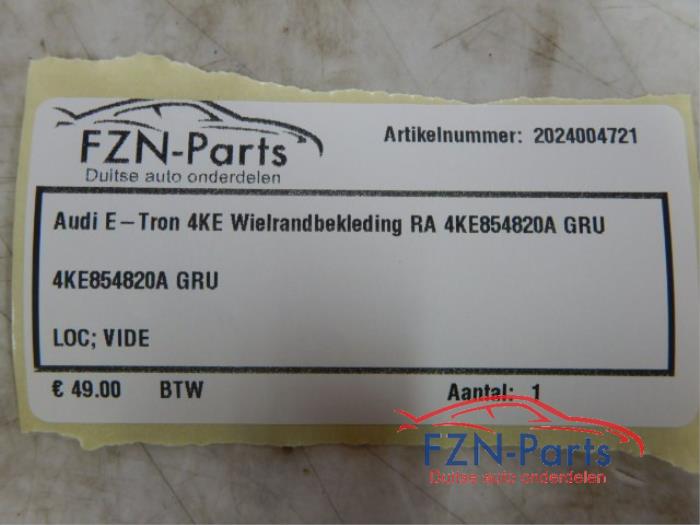 FZN-Parts
Duitse auto onderdelen
Artikelnummer: 2024004721
Audi E-Tron 4KE Wielrandbekleding RA 4KE854820A GRU
4KE854820A GRU
LOC; VIDE
€ 49.00 BTW Aantal: 1
FZN-Parts
Duitse auto onderdelen